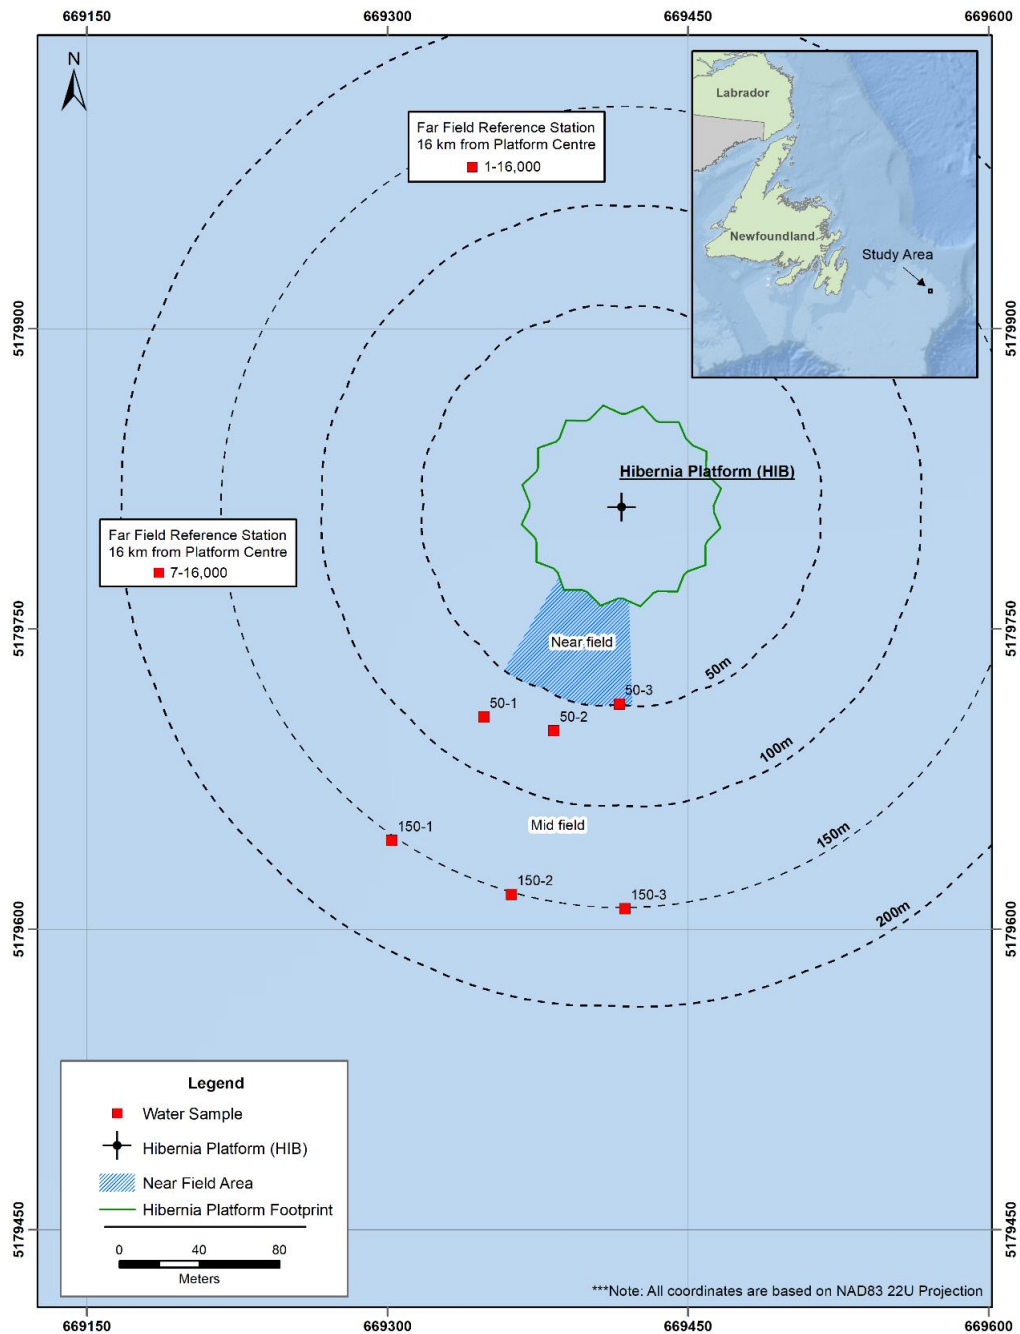 669150
669300
669450
669600
N
Far Field Reference Station
16 km from Platform Centre
1-16,000
Labrador
Newfoundland
Study Area
5179900
5179900
Hibernia Platform (HIB)
Far Field Reference Station
16 km from Platform Centre
7-16,000
5179750
5179750
Near field
50m
50-1
50-2
50-3
100m
Mid field
150-1
150-2
150-3
150m
200m
5179600
5179600
Legend
Water Sample
Hibernia Platform (HIB)
Near Field Area
Hibernia Platform Footprint
0
40
80
Meters
5179450
5179450
***Note: All coordinates are based on NAD83 22U Projection
669150
669300
669450
669600